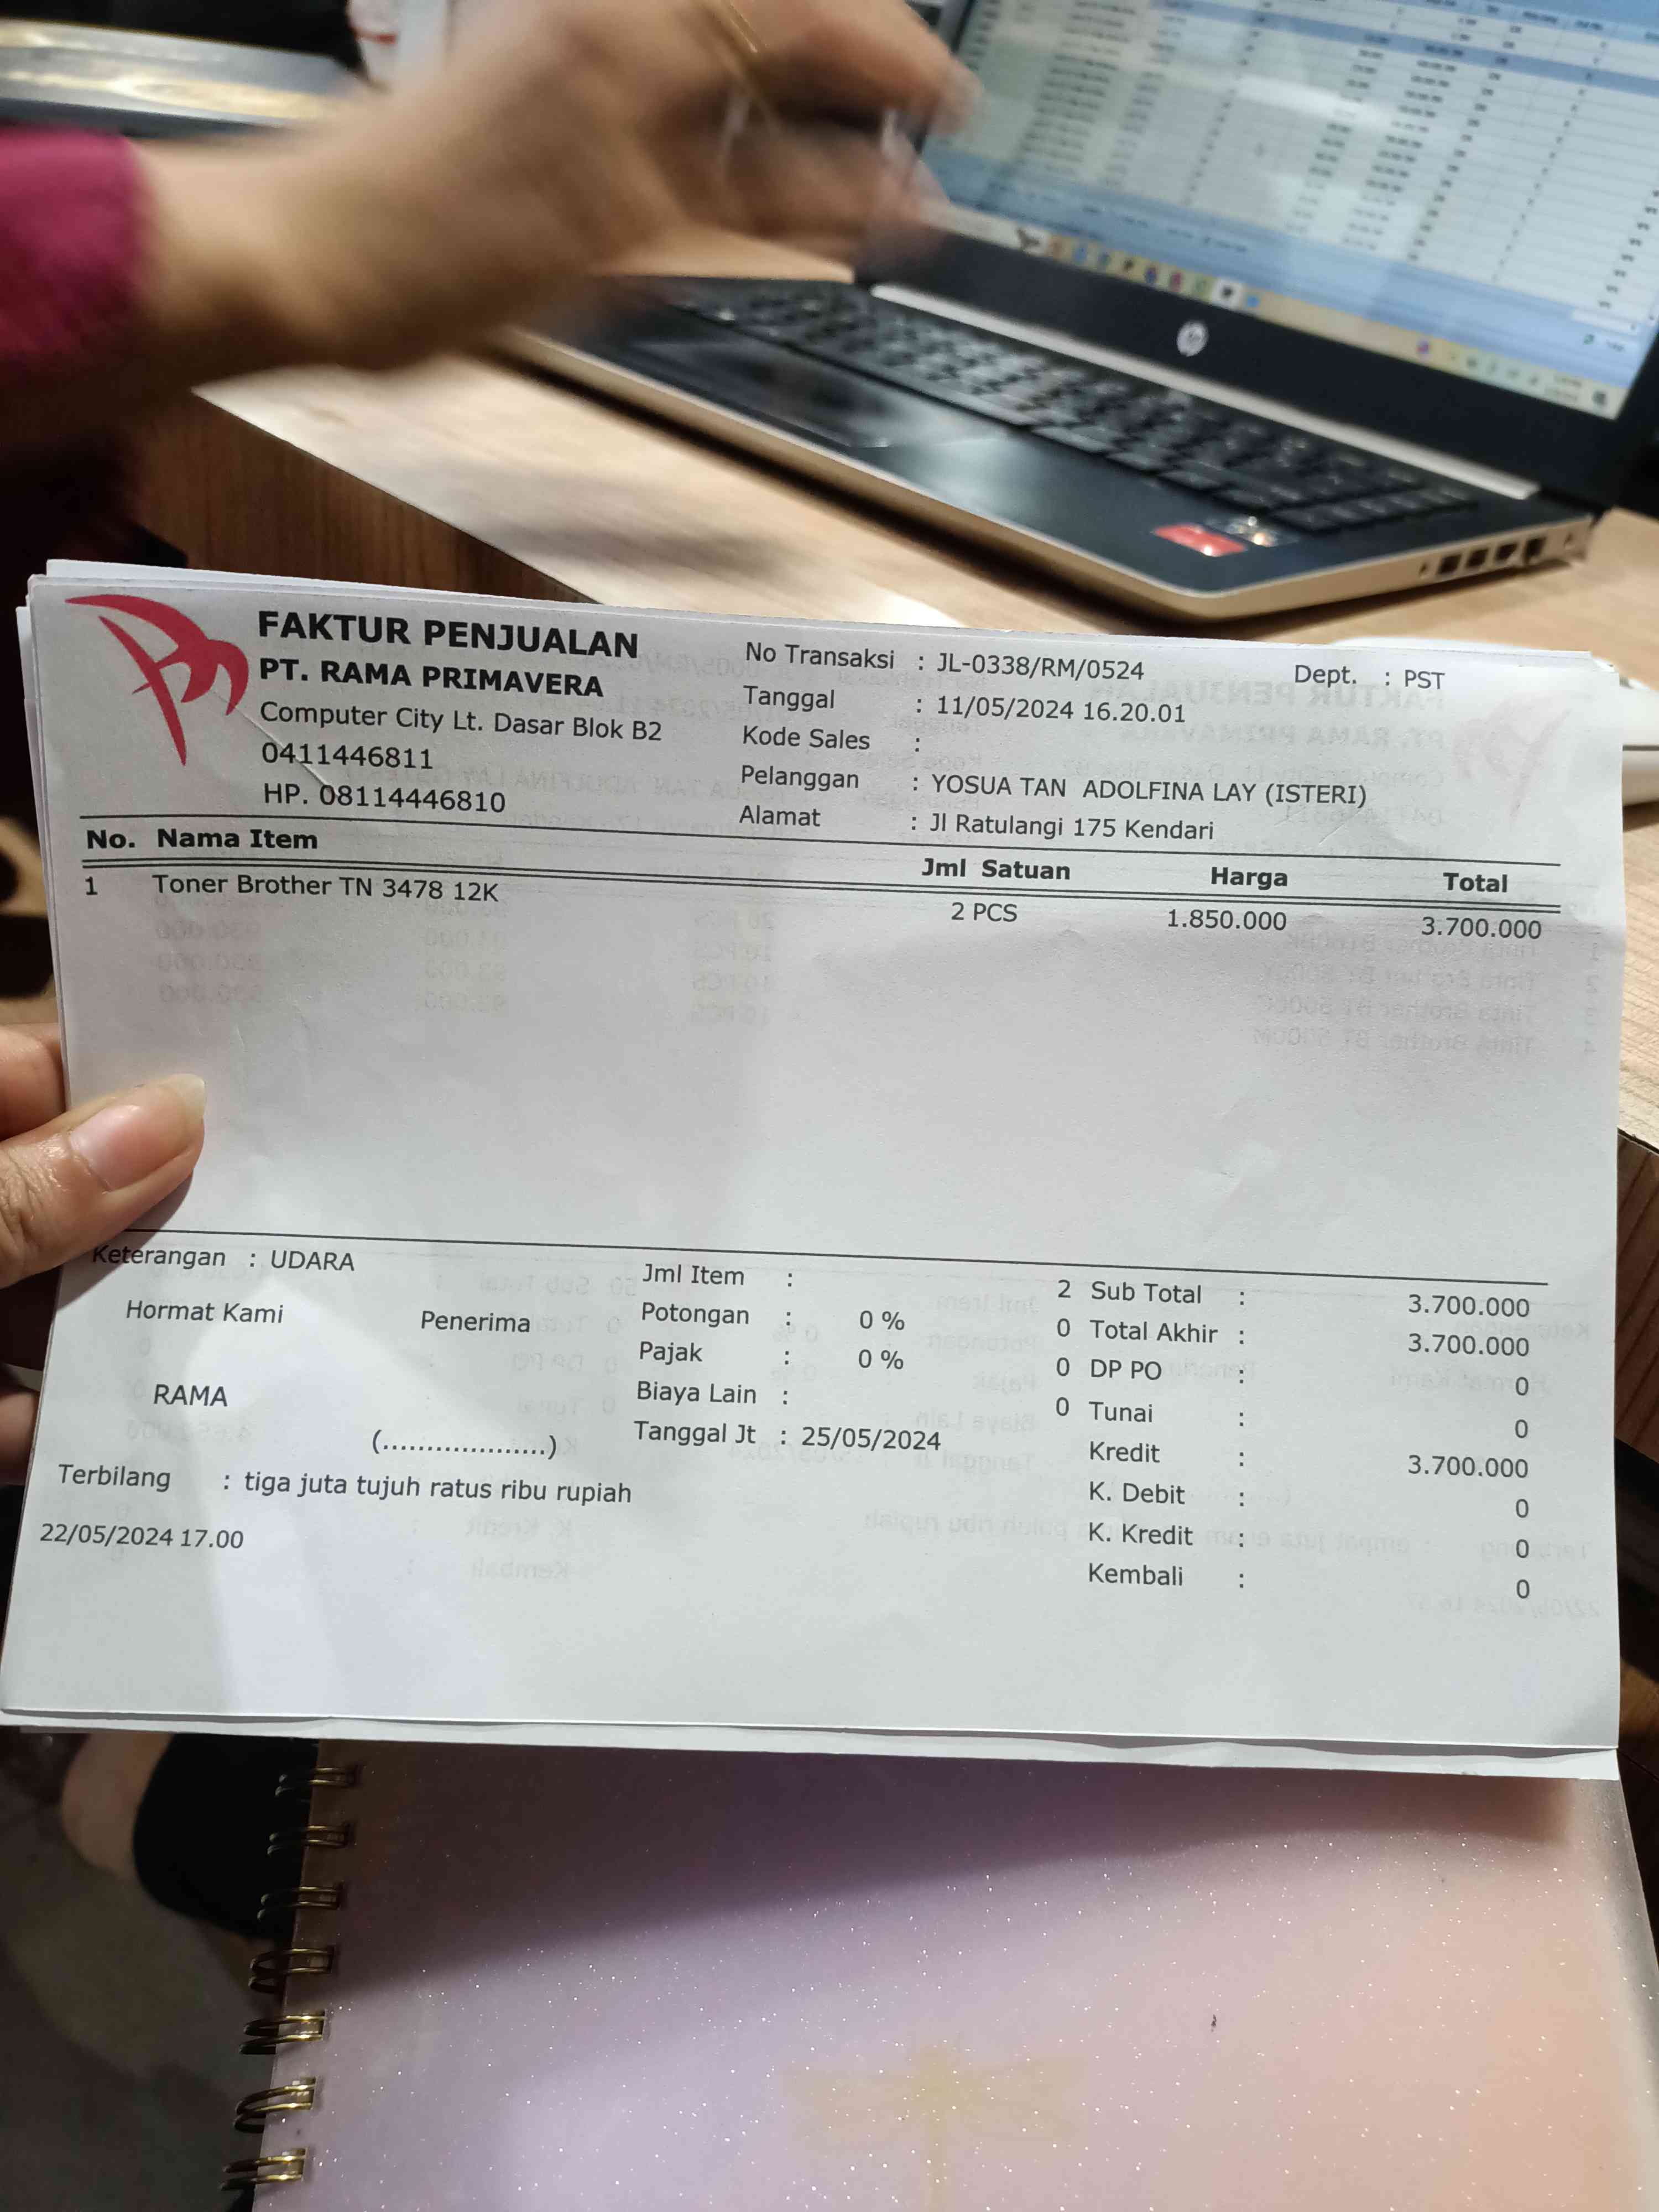 FAKTUR PENJUALAN
PT. RAMA PRIMAVERA
Computer City Lt. Dasar Blok B2
0411446811
HP. 08114446810
No Transaksi : JL-0338/RM/0524 Dept. : PST
Tanggal : 11/05/2024 16.20.01
Kode Sales :
Pelanggan : YOSUA TAN ADOLFINA LAY (ISTERI)
Alamat : Jl Ratulangi 175 Kendari
No. Nama Item Jml Satuan Harga Total
1 Toner Brother TN 3478 12K 2 PCS 1.850.000 3.700.000
Keterangan : UDARA
Hormat Kami Penerima
RAMA
(...................)
Jml Item : 2
Potongan : 0 % 0
Pajak : 0 % 0
Biaya Lain : 0
Tanggal Jt : 25/05/2024
Sub Total : 3.700.000
Total Akhir : 3.700.000
DP PO : 0
Tunai : 0
Kredit : 3.700.000
K. Debit : 0
K. Kredit : 0
Kembali : 0
Terbilang : tiga juta tujuh ratus ribu rupiah
22/05/2024 17.00